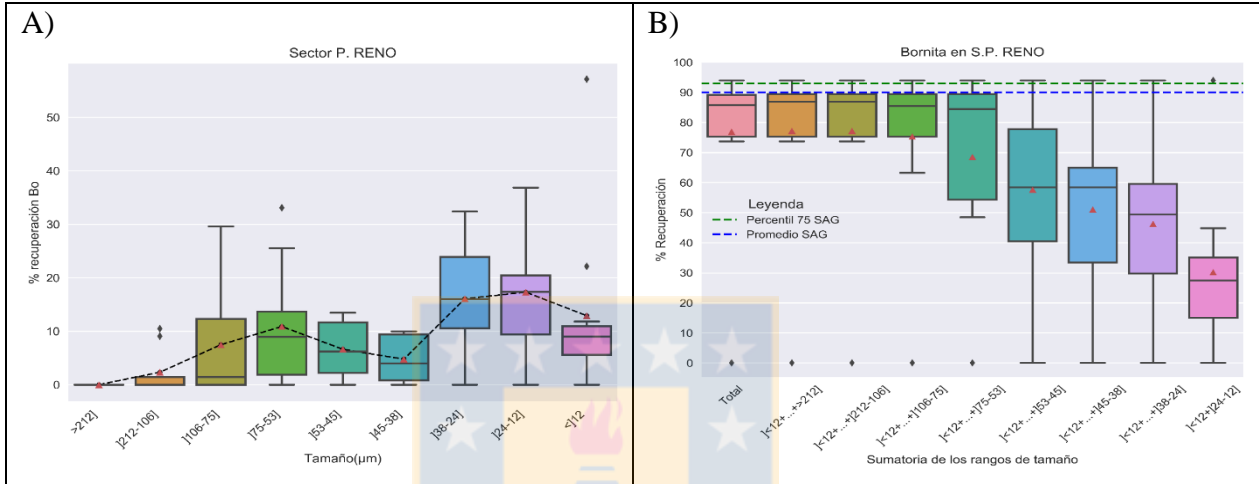 A)
Sector P. RENO
% recuperación Bo
50
40
30
20
10
0
>212]
]212-106]
]106-75]
]75-53]
]53-45]
]45-38]
]38-24]
]24-12]
<]12
Tamaño(µm)
B)
Bornita en S.P. RENO
% Recuperación
100
90
80
70
60
50
40
30
20
10
0
Leyenda
Percentil 75 SAG
Promedio SAG
Total
]<12+...+>212]
]<12+...+]212-106]
]<12+...+]106-75]
]<12+...+]75-53]
]<12+...+]53-45]
]<12+...+]45-38]
]<12+...+]38-24]
]<12+]24-12]
Sumatoria de los rangos de tamaño